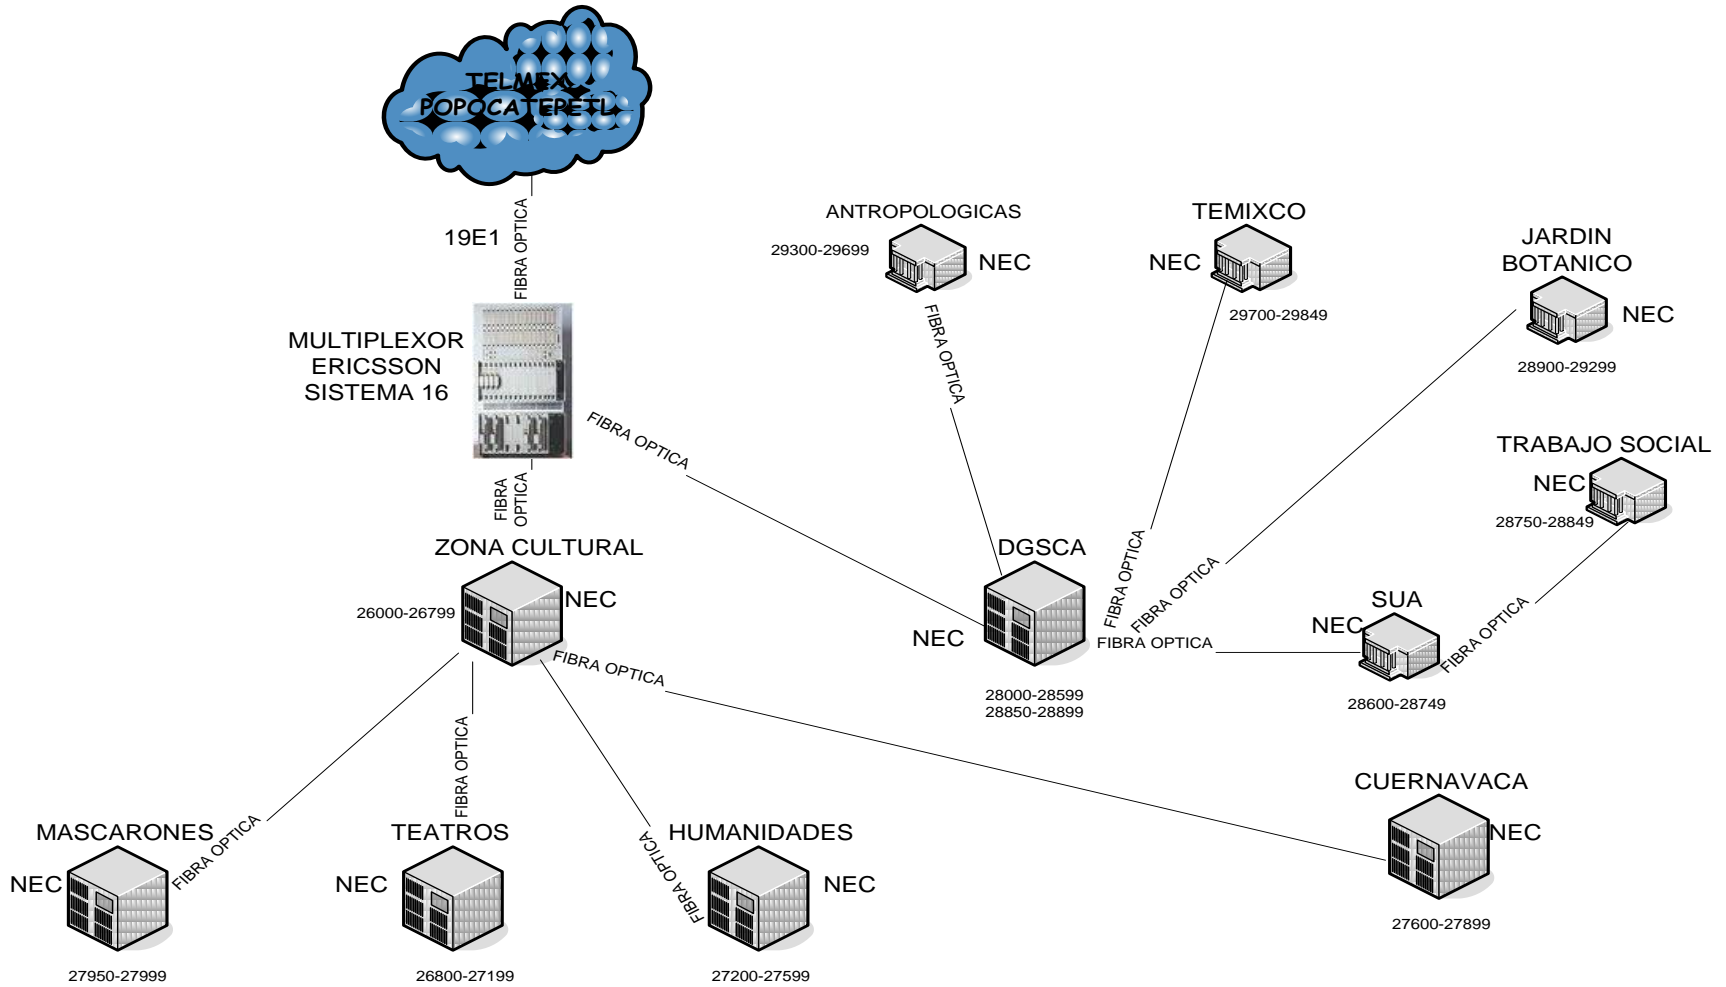 TELMEX
POPOCATEPETL
19E1
FIBRA OPTICA
MULTIPLEXOR
ERICSSON
SISTEMA 16
FIBRA
OPTICA
FIBRA OPTICA
ANTROPOLOGICAS
29300-29699
NEC
FIBRA OPTICA
TEMIXCO
NEC
29700-29849
FIBRA OPTICA
JARDIN
BOTANICO
NEC
28900-29299
FIBRA OPTICA
TRABAJO SOCIAL
NEC
28750-28849
FIBRA OPTICA
ZONA CULTURAL
26000-26799
NEC
DGSCA
NEC
28000-28599
28850-28899
FIBRA OPTICA
SUA
NEC
28600-28749
FIBRA OPTICA
FIBRA OPTICA
FIBRA OPTICA
FIBRA OPTICA
FIBRA OPTICA
CUERNAVACA
NEC
27600-27899
MASCARONES
NEC
27950-27999
TEATROS
NEC
26800-27199
HUMANIDADES
NEC
27200-27599